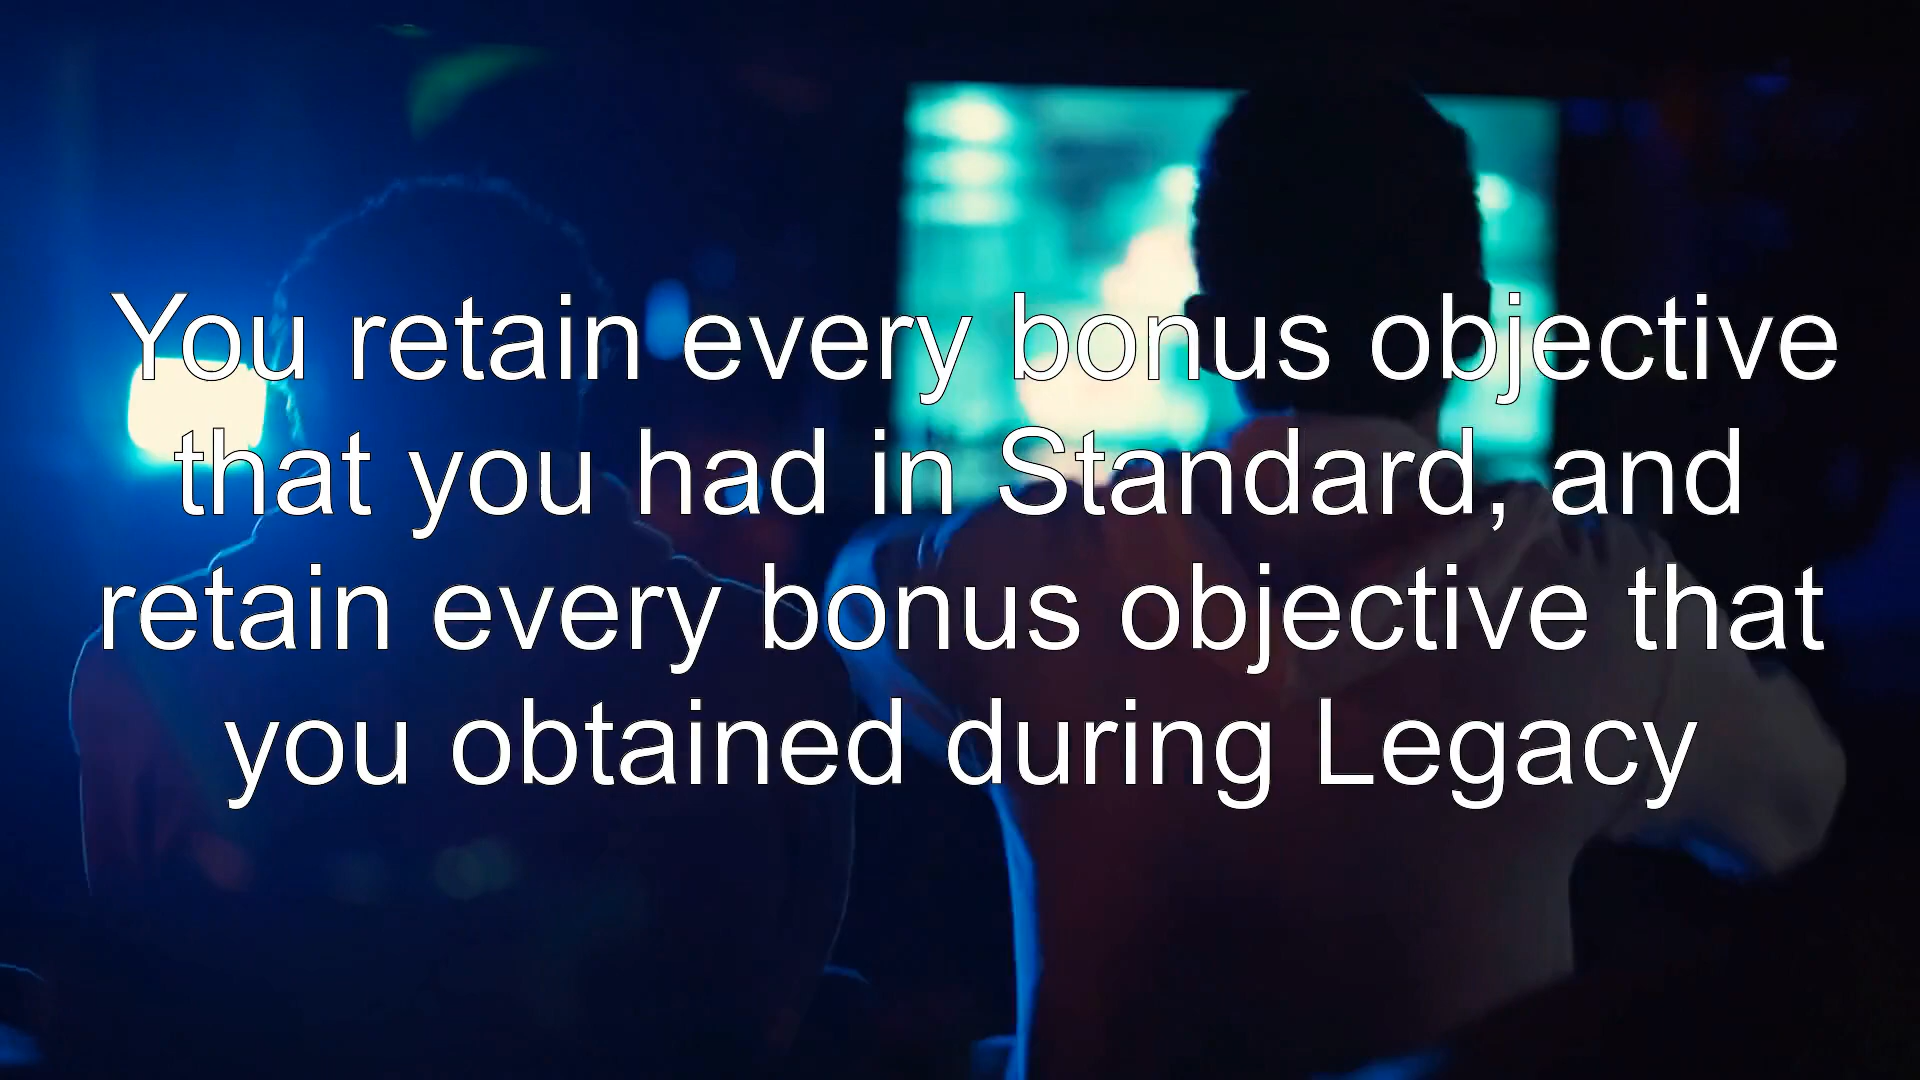 You retain every bonus objective
that you had in Standard, and
retain every bonus objective that
you obtained during Legacy